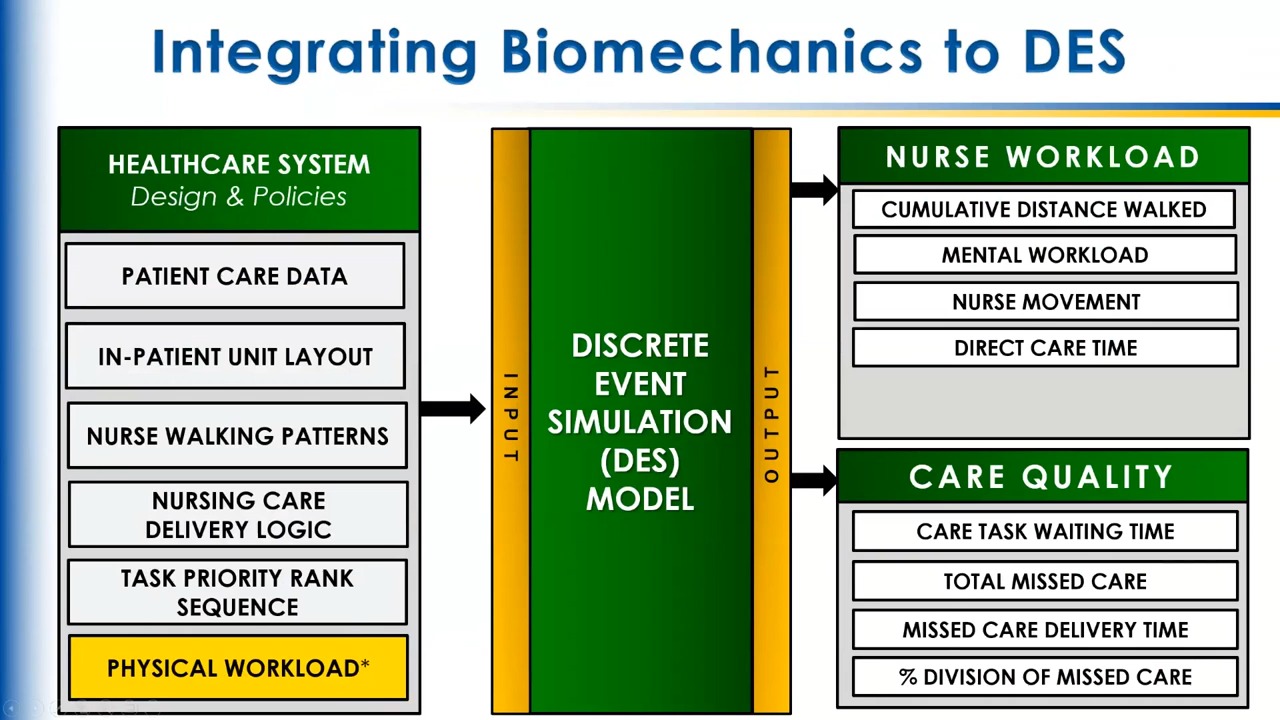 Integrating Biomechanics to DES
HEALTHCARE SYSTEM
Design & Policies
PATIENT CARE DATA
IN-PATIENT UNIT LAYOUT
NURSE WALKING PATTERNS
NURSING CARE
DELIVERY LOGIC
TASK PRIORITY RANK
SEQUENCE
PHYSICAL WORKLOAD*
INPUT
DISCRETE
EVENT
SIMULATION
(DES)
MODEL
OUTPUT
NURSE WORKLOAD
CUMULATIVE DISTANCE WALKED
MENTAL WORKLOAD
NURSE MOVEMENT
DIRECT CARE TIME
CARE QUALITY
CARE TASK WAITING TIME
TOTAL MISSED CARE
MISSED CARE DELIVERY TIME
% DIVISION OF MISSED CARE